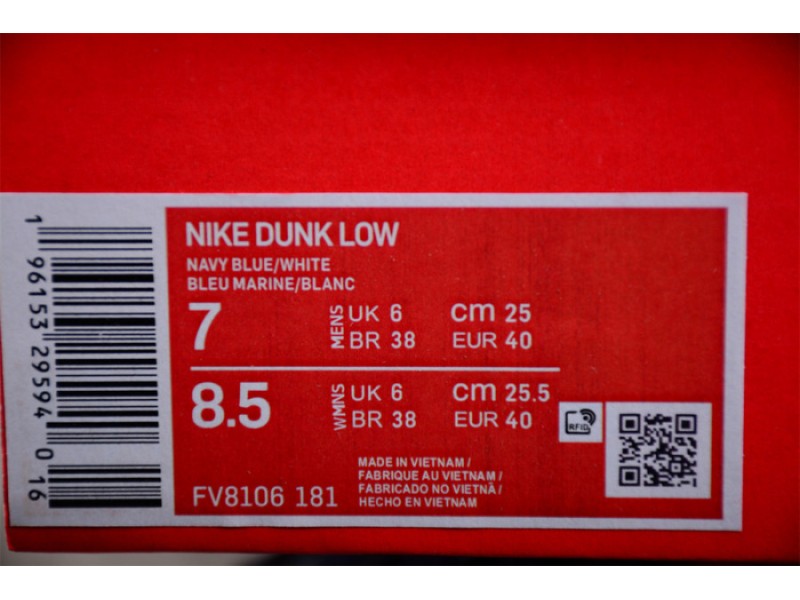 NIKE DUNK LOW
NAVY BLUE/WHITE
BLEU MARINE/BLANC
7 MENS UK 6 cm 25
BR 38 EUR 40
8.5 WMNS UK 6 cm 25.5
BR 38 EUR 40
RFID
FV8106 181
MADE IN VIETNAM /
FABRIQUE AU VIETNAM /
FABRICADO NO VIETNÃ /
HECHO EN VIETNAM
1 96153 29594 0 16